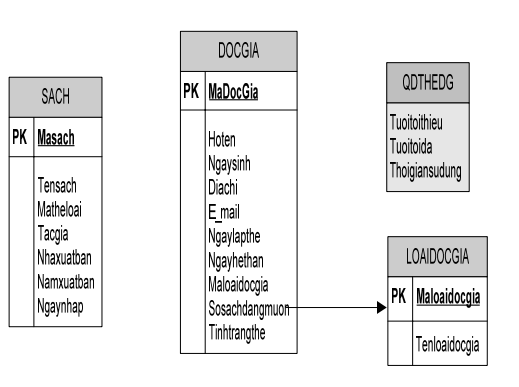 SACH
PK Masach
Tensach
Matheloai
Tacgia
Nhaxuatban
Namxuatban
Ngaynhap
DOCGIA
PK MaDocGia
Hoten
Ngaysinh
Diachi
E_mail
Ngaylapthe
Ngayhethan
Maloaidocgia
Sosachdangmuon
Tinhtrangthe
QDTHEDG
Tuoitoithieu
Tuoitoida
Thoigiansudung
LOAIDOCGIA
PK Maloaidocgia
Tenloaidocgia